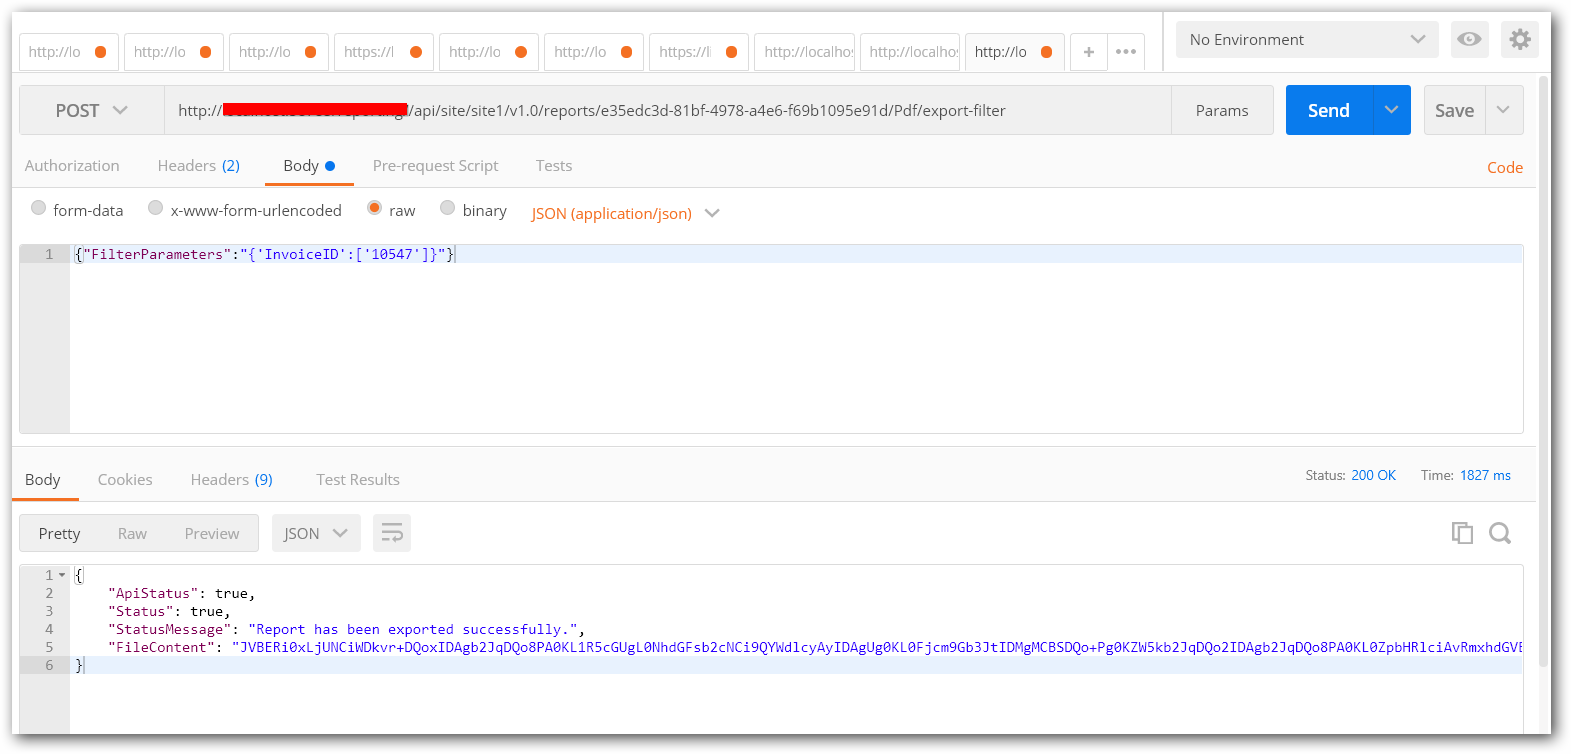 http://lo http://lo http://lo https://l http://lo http://lo https://l http://localhos http://localhos http://lo + ••• No Environment
POST http:// /api/site/site1/v1.0/reports/e35edc3d-81bf-4978-a4e6-f69b1095e91d/Pdf/export-filter Params Send Save
Authorization Headers (2) Body Pre-request Script Tests Code
form-data x-www-form-urlencoded raw binary JSON (application/json)
1 {"FilterParameters":"{'InvoiceID':['10547']}"}
Body Cookies Headers (9) Test Results Status: 200 OK Time: 1827 ms
Pretty Raw Preview JSON
1 {
2 "ApiStatus": true,
3 "Status": true,
4 "StatusMessage": "Report has been exported successfully.",
5 "FileContent": "JVBERi0xLjUNCiWDkvr+DQoxIDAgb2JqDQo8PA0KL1R5cGUgL0NhdGFsb2cNCi9QYWdlcyAyIDAgUg0KL0Fjcm9Gb3JtIDMgMCBSDQo+Pg0KZW5kb2JqDQo2IDAgb2JqDQo8PA0KL0ZpbHRlciAvRmxhdGVE
6 }